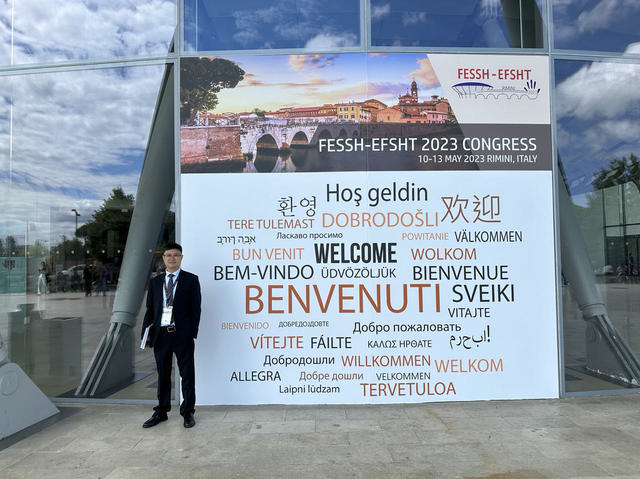 FESSH-EFSHT
RIMINI
FESSH-EFSHT 2023 CONGRESS
10-13 MAY 2023 RIMINI, ITALY
Hoş geldin
환영 欢迎
TERE TULEMAST DOBRODOŠLI
Ласкаво просимо POWITANIE VÄLKOMMEN
BUN VENIT WELCOME WOLKOM
BEM-VINDO ÜDVÖZÖLJÜK BIENVENUE
BENVENUTI SVEIKI
VITAJTE
BIENVENIDO ДОБРЕДОЈДОВТЕ Добро пожаловать
VÍTEJTE FÁILTE ΚΑΛΩΣ ΗΡΘΑΤΕ
Добродошли WILLKOMMEN WELKOM
ALLEGRA Добре дошли VELKOMMEN
Laipni lūdzam TERVETULOA